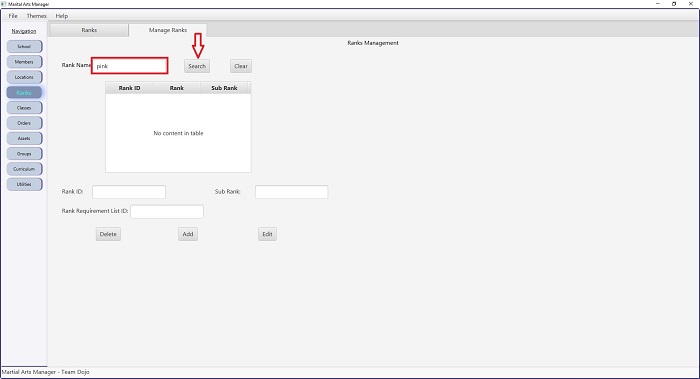 Marital Arts Manager
File Themes Help
Navigation
School
Members
Locations
Ranks
Classes
Orders
Assets
Groups
Curriculum
Utilities
Ranks Manage Ranks
Ranks Management
Rank Name: pink Search Clear
Rank ID Rank Sub Rank
No content in table
Rank ID: Sub Rank:
Rank Requirement List ID:
Delete Add Edit
Martial Arts Manager - Team Dojo